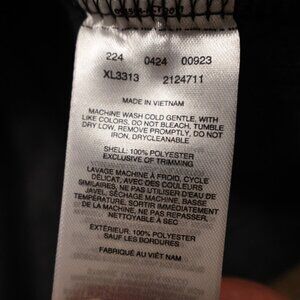 224 0424 00923
XL3313 2124711
MADE IN VIETNAM
MACHINE WASH COLD GENTLE, WITH
LIKE COLORS. DO NOT BLEACH. TUMBLE
DRY LOW, REMOVE PROMPTLY, DO NOT
IRON, DRYCLEANABLE
SHELL: 100% POLYESTER
EXCLUSIVE OF TRIMMING
LAVAGE MACHINE À FROID, CYCLE
DÉLICAT, AVEC DES COULEURS
SIMILAIRES, NE PAS UTILISER D'EAU DE
JAVEL, SÉCHAGE MACHINE, BASSE
TEMPÉRATURE, SORTIR IMMÉDIATEMENT
DE LA MACHINE, NE PAS REPASSER,
NETTOYABLE À SEC
EXTÉRIEUR: 100% POLYESTER
SAUF LES BORDURES
FABRIQUÉ AU VIÊT NAM